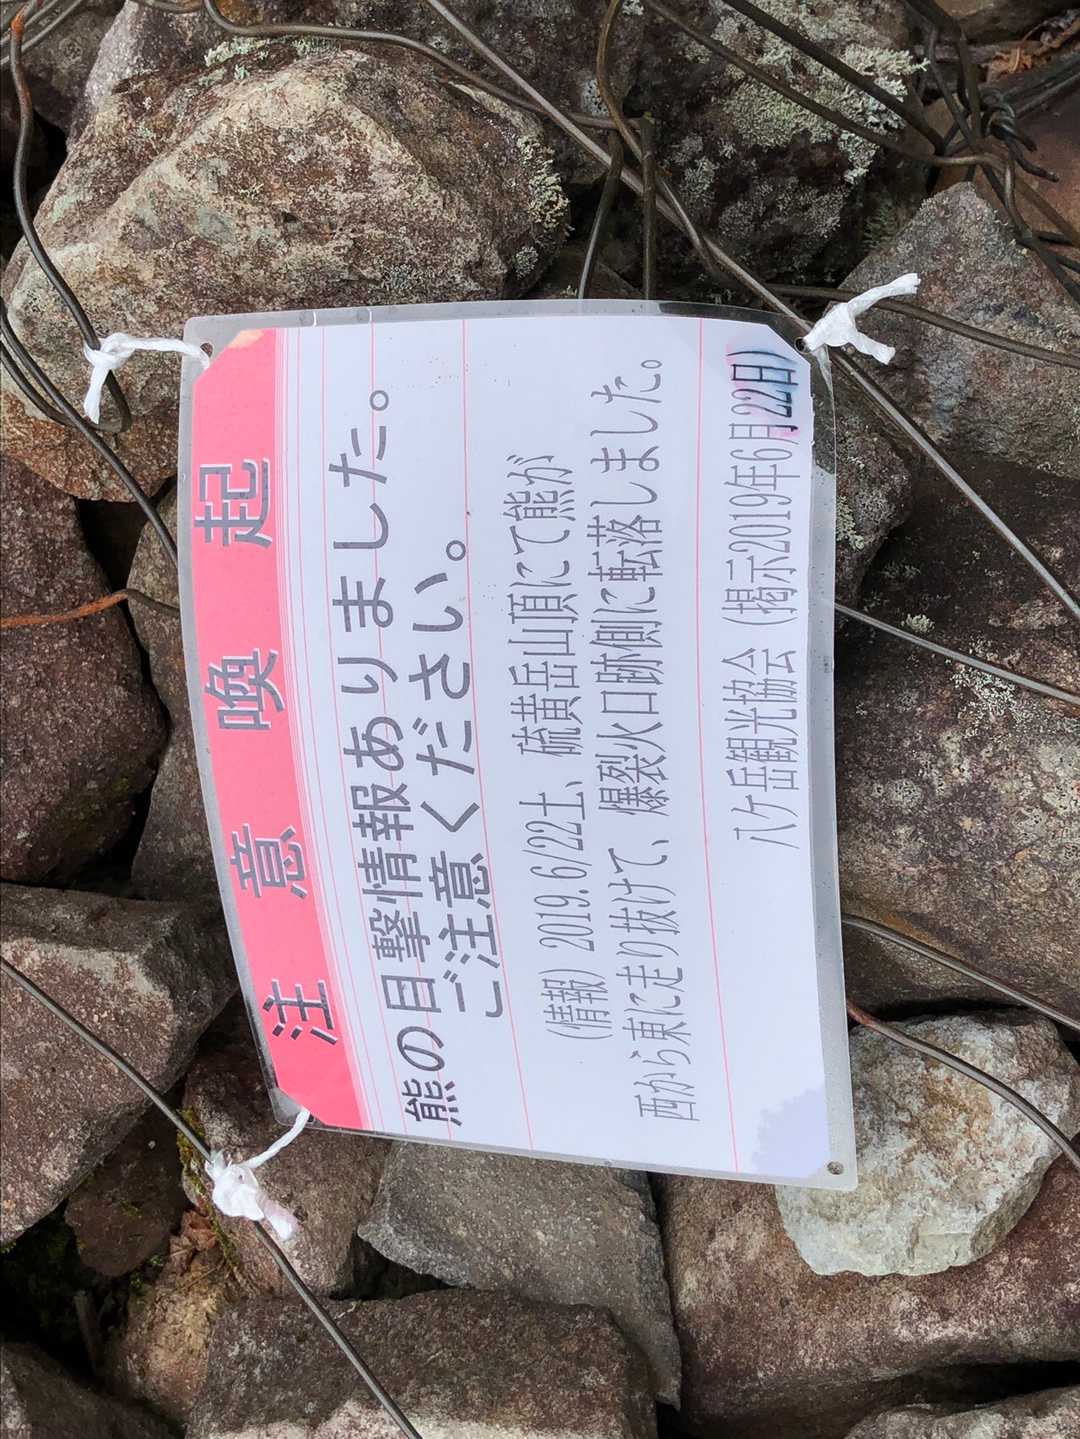 注意喚起
熊の目撃情報ありました。
ご注意ください。
(情報) 2019.6/22土、硫黄岳山頂にて熊が
西から東に走り抜けて、爆裂火口跡側に転落しました。
八ケ岳観光協会 (掲示2019年6月22日)